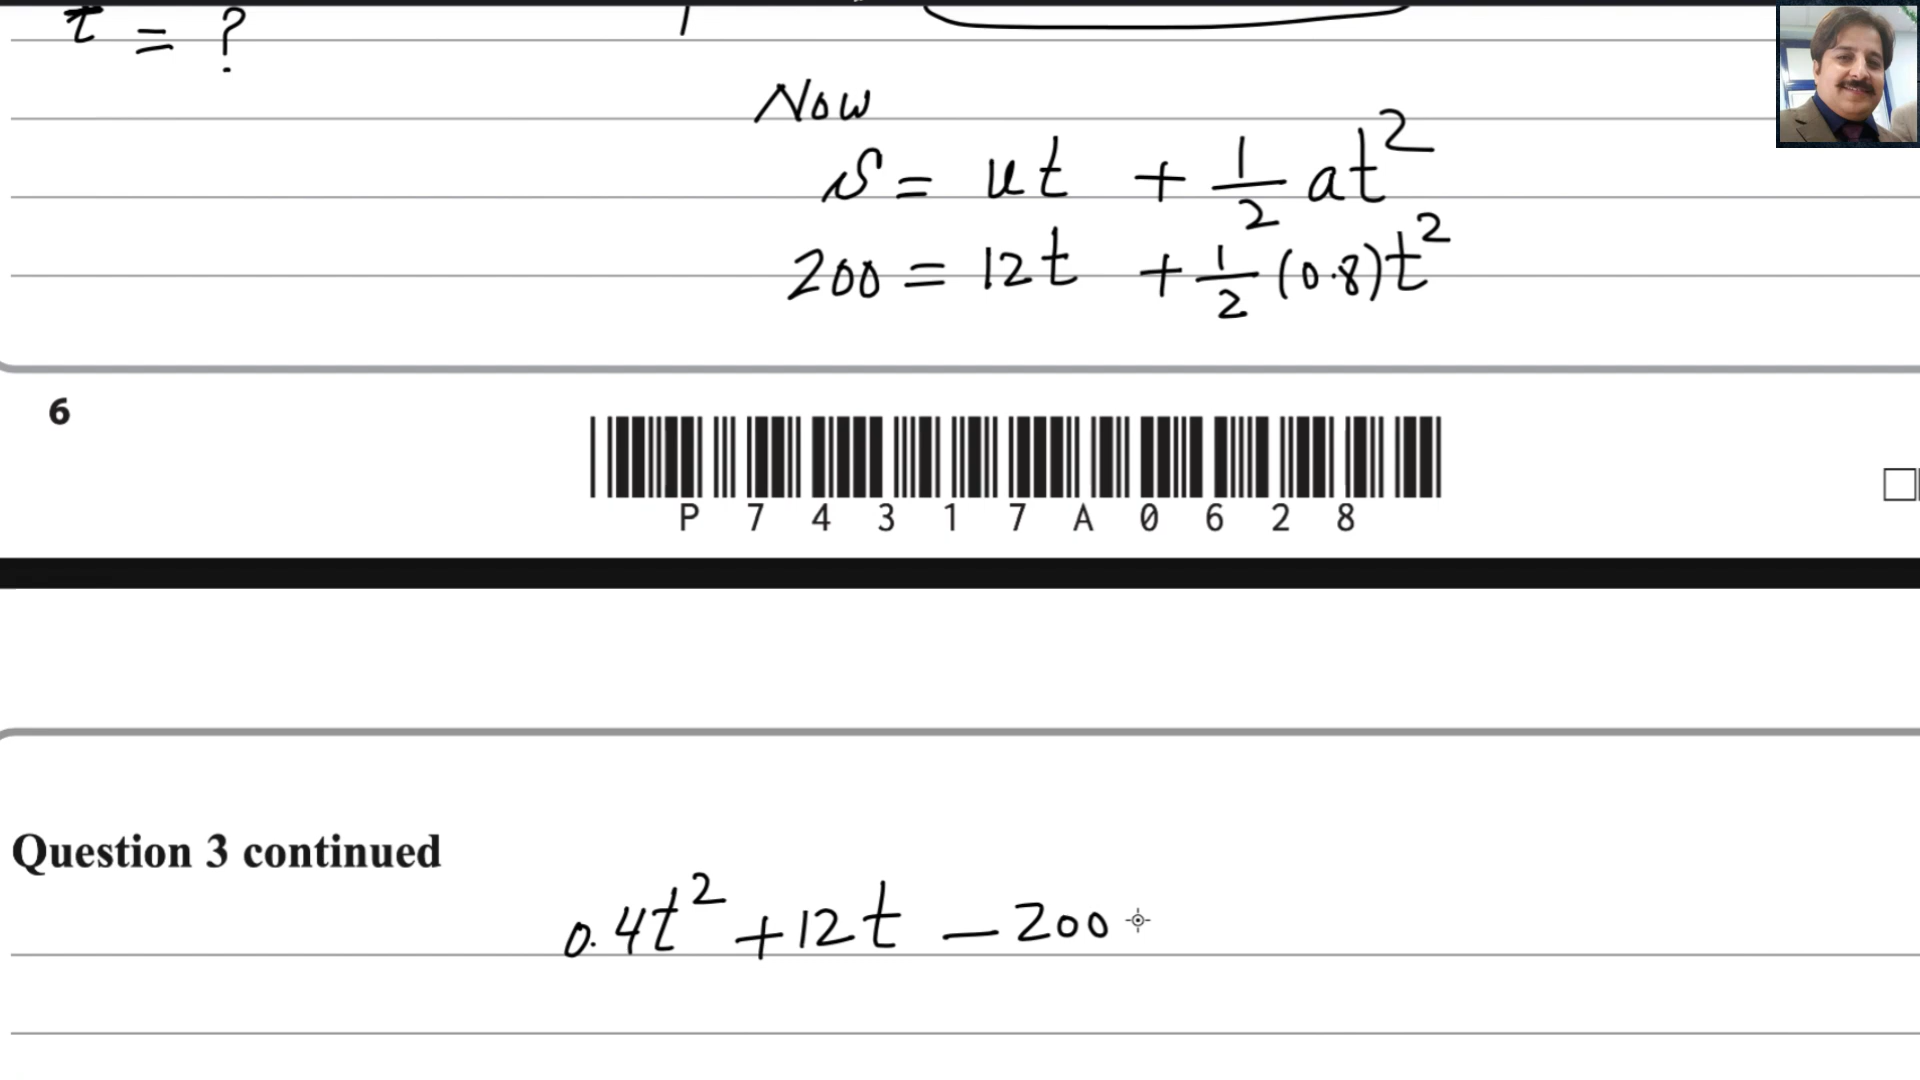 t = ?
Now
s = ut + 1/2 at²
200 = 12t + 1/2 (0.8)t²
6
P 7 4 3 1 7 A 0 6 2 8
Question 3 continued
0.4t² + 12t - 200